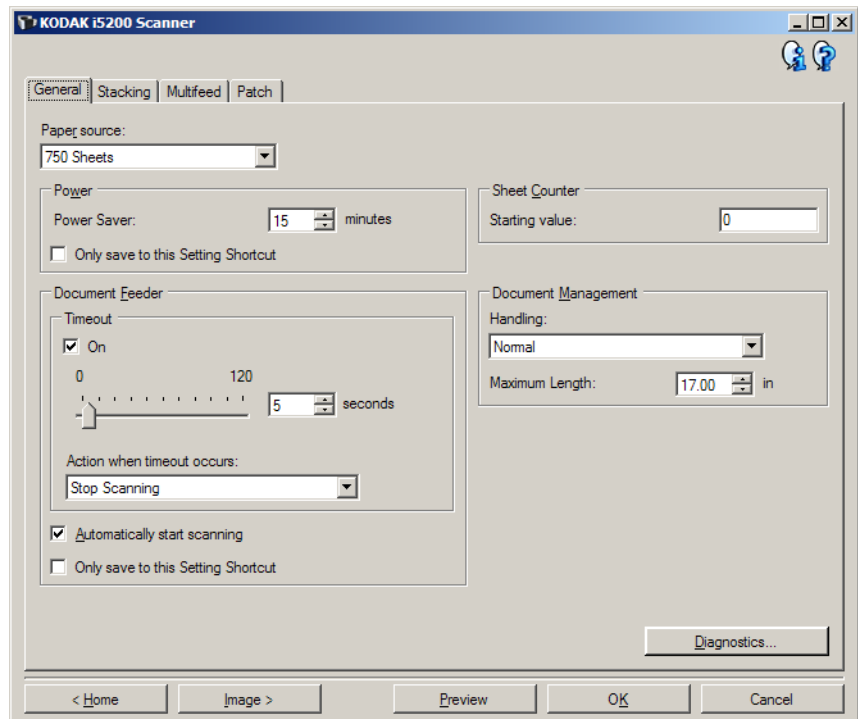 KODAK i5200 Scanner
General Stacking Multifeed Patch
Paper source:
750 Sheets
Power
Power Saver: 15 minutes
Only save to this Setting Shortcut
Sheet Counter
Starting value: 0
Document Feeder
Timeout
On
0 120
5 seconds
Action when timeout occurs:
Stop Scanning
Automatically start scanning
Only save to this Setting Shortcut
Document Management
Handling:
Normal
Maximum Length: 17.00 in
Diagnostics...
< Home Image > Preview OK Cancel